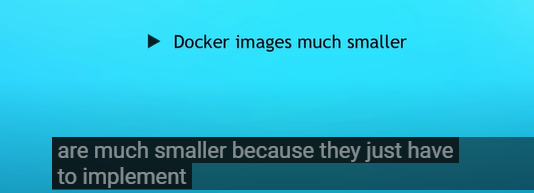 ► Docker images much smaller
are much smaller because they just have
to implement